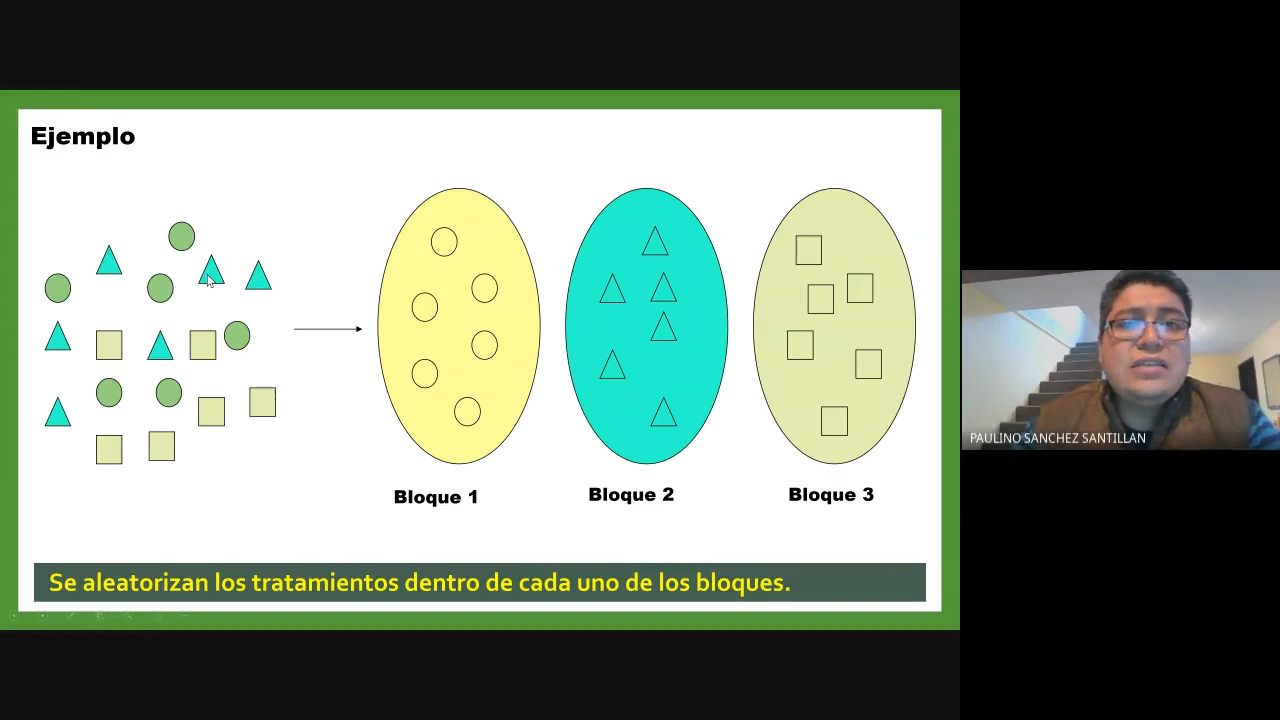 Ejemplo
Bloque 1
Bloque 2
Bloque 3
Se aleatorizan los tratamientos dentro de cada uno de los bloques.
PAULINO SANCHEZ SANTILLAN